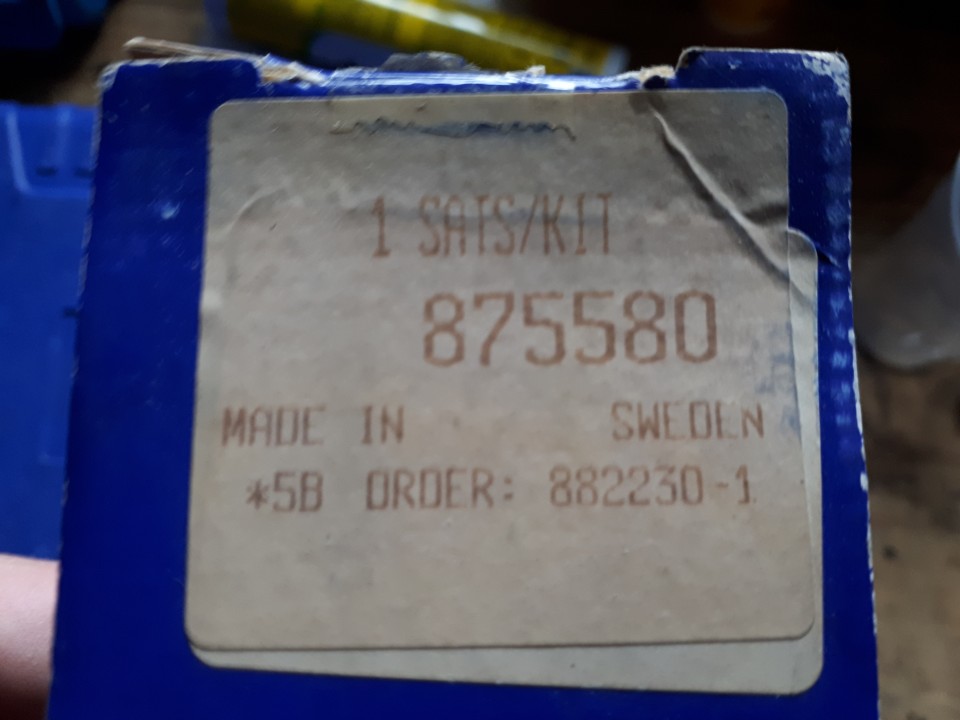 1 SATS/KIT
875580
MADE IN SWEDEN
*5B ORDER: 882230-1